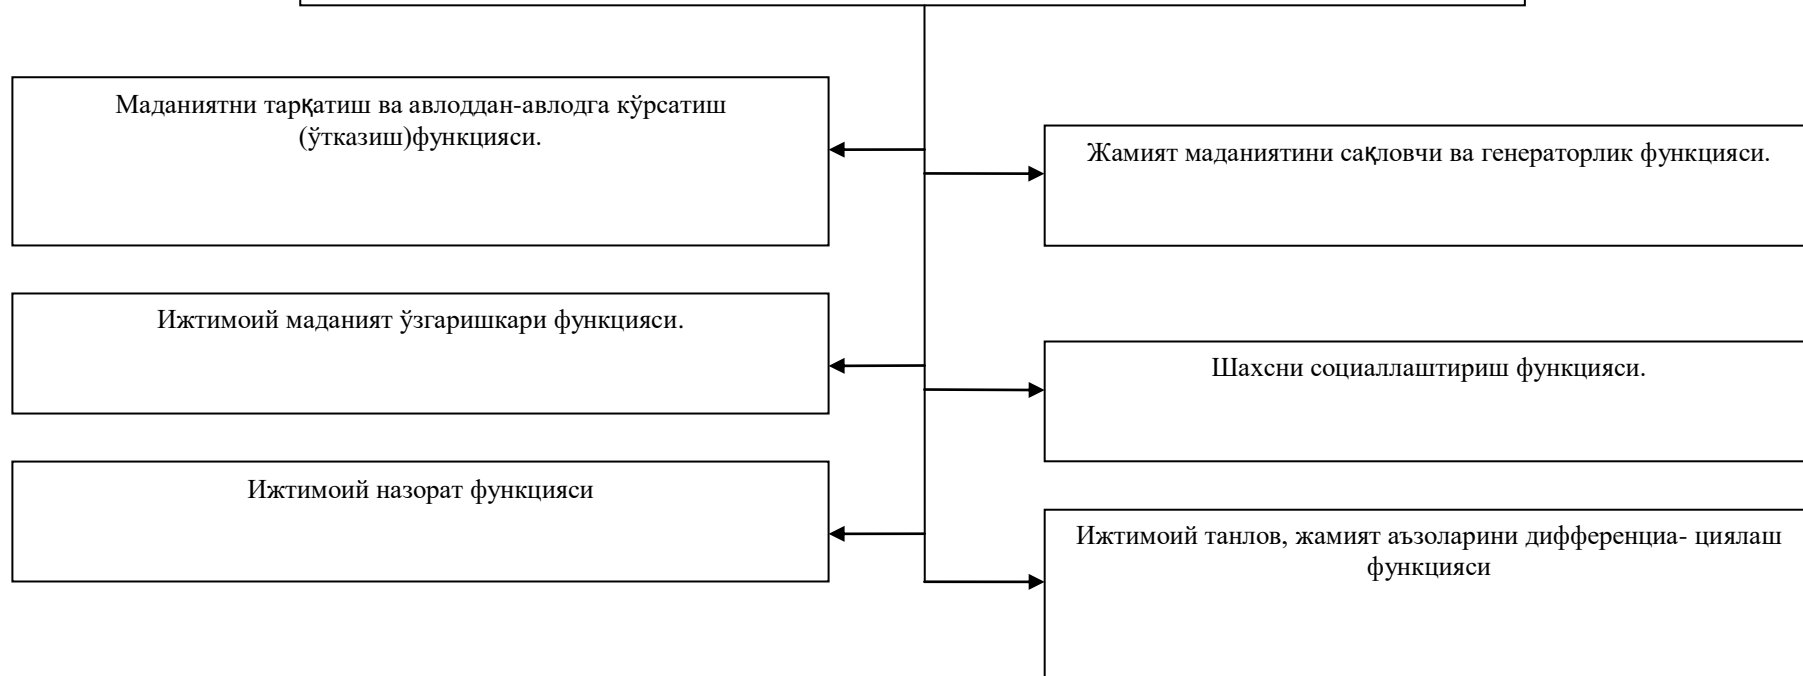 Маданиятни тарқатиш ва авлоддан-авлодга кўрсатиш
(ўтказиш)функцияси.
Жамият маданиятини сақловчи ва генераторлик функцияси.
Ижтимоий маданият ўзгаришкари функцияси.
Шахсни социаллаштириш функцияси.
Ижтимоий назорат функцияси
Ижтимоий танлов, жамият аъзоларини дифференциа- циялаш
функцияси